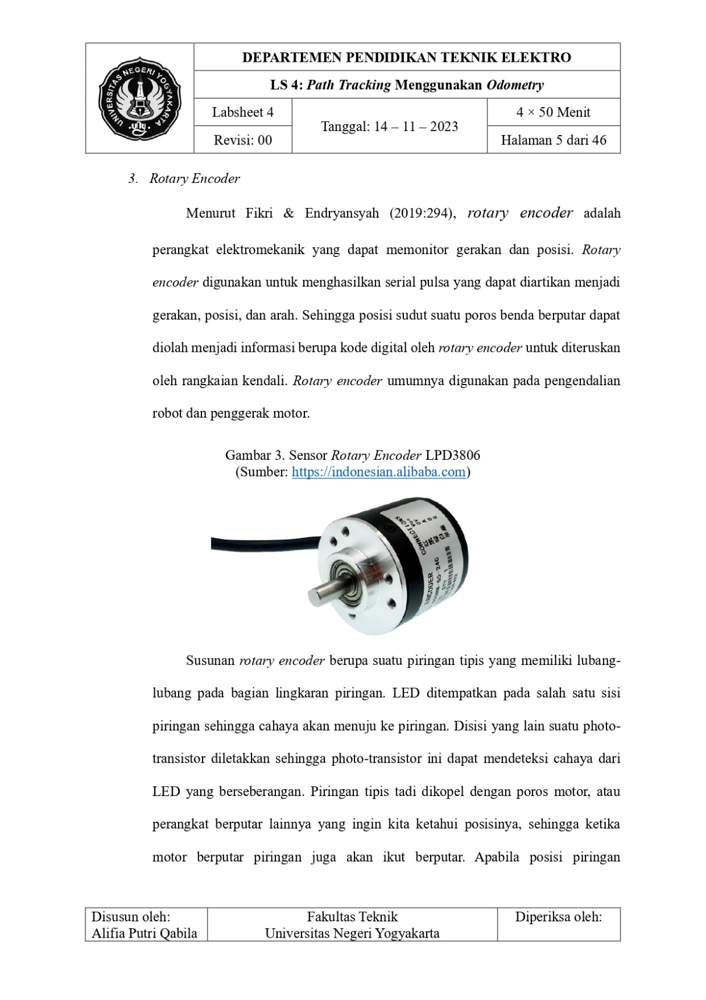 UNIVERSITAS NEGERI YOGYAKARTA
uny
DEPARTEMEN PENDIDIKAN TEKNIK ELEKTRO
LS 4: Path Tracking Menggunakan Odometry
Labsheet 4
Tanggal: 14 – 11 – 2023
4 × 50 Menit
Revisi: 00
Halaman 5 dari 46
3. Rotary Encoder
Menurut Fikri & Endryansyah (2019:294), rotary encoder adalah
perangkat elektromekanik yang dapat memonitor gerakan dan posisi. Rotary
encoder digunakan untuk menghasilkan serial pulsa yang dapat diartikan menjadi
gerakan, posisi, dan arah. Sehingga posisi sudut suatu poros benda berputar dapat
diolah menjadi informasi berupa kode digital oleh rotary encoder untuk diteruskan
oleh rangkaian kendali. Rotary encoder umumnya digunakan pada pengendalian
robot dan penggerak motor.
Gambar 3. Sensor Rotary Encoder LPD3806
(Sumber: https://indonesian.alibaba.com)
CONNECTIONS
ENCODER
QTY 1
Susunan rotary encoder berupa suatu piringan tipis yang memiliki lubang-
lubang pada bagian lingkaran piringan. LED ditempatkan pada salah satu sisi
piringan sehingga cahaya akan menuju ke piringan. Disisi yang lain suatu photo-
transistor diletakkan sehingga photo-transistor ini dapat mendeteksi cahaya dari
LED yang berseberangan. Piringan tipis tadi dikopel dengan poros motor, atau
perangkat berputar lainnya yang ingin kita ketahui posisinya, sehingga ketika
motor berputar piringan juga akan ikut berputar. Apabila posisi piringan
Disusun oleh:
Alifia Putri Qabila
Fakultas Teknik
Universitas Negeri Yogyakarta
Diperiksa oleh: